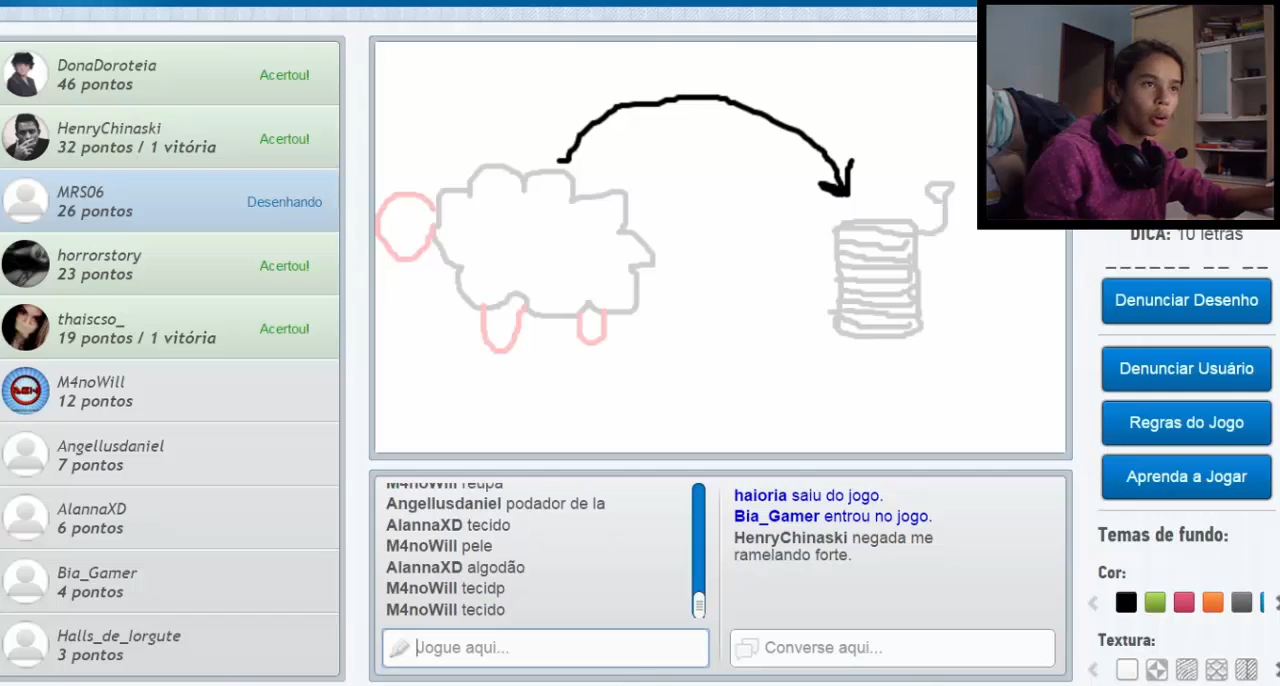 DonaDoroteia
46 pontos
Acertou!
HenryChinaski
32 pontos / 1 vitória
Acertou!
MRS06
26 pontos
Desenhando
horrorstory
23 pontos
Acertou!
thaiscso_
19 pontos / 1 vitória
Acertou!
M4noWill
12 pontos
Angellusdaniel
7 pontos
AlannaXD
6 pontos
Bia_Gamer
4 pontos
Halls_de_Iorgute
3 pontos
M4noWill reupa
Angellusdaniel podador de la
AlannaXD tecido
M4noWill pele
AlannaXD algodão
M4noWill tecidp
M4noWill tecido
Jogue aqui...
haioria saiu do jogo.
Bia_Gamer entrou no jogo.
HenryChinaski negada me
ramelando forte.
Converse aqui...
DICA: 10 letras
Denunciar Desenho
Denunciar Usuário
Regras do Jogo
Aprenda a Jogar
Temas de fundo:
Cor:
Textura: